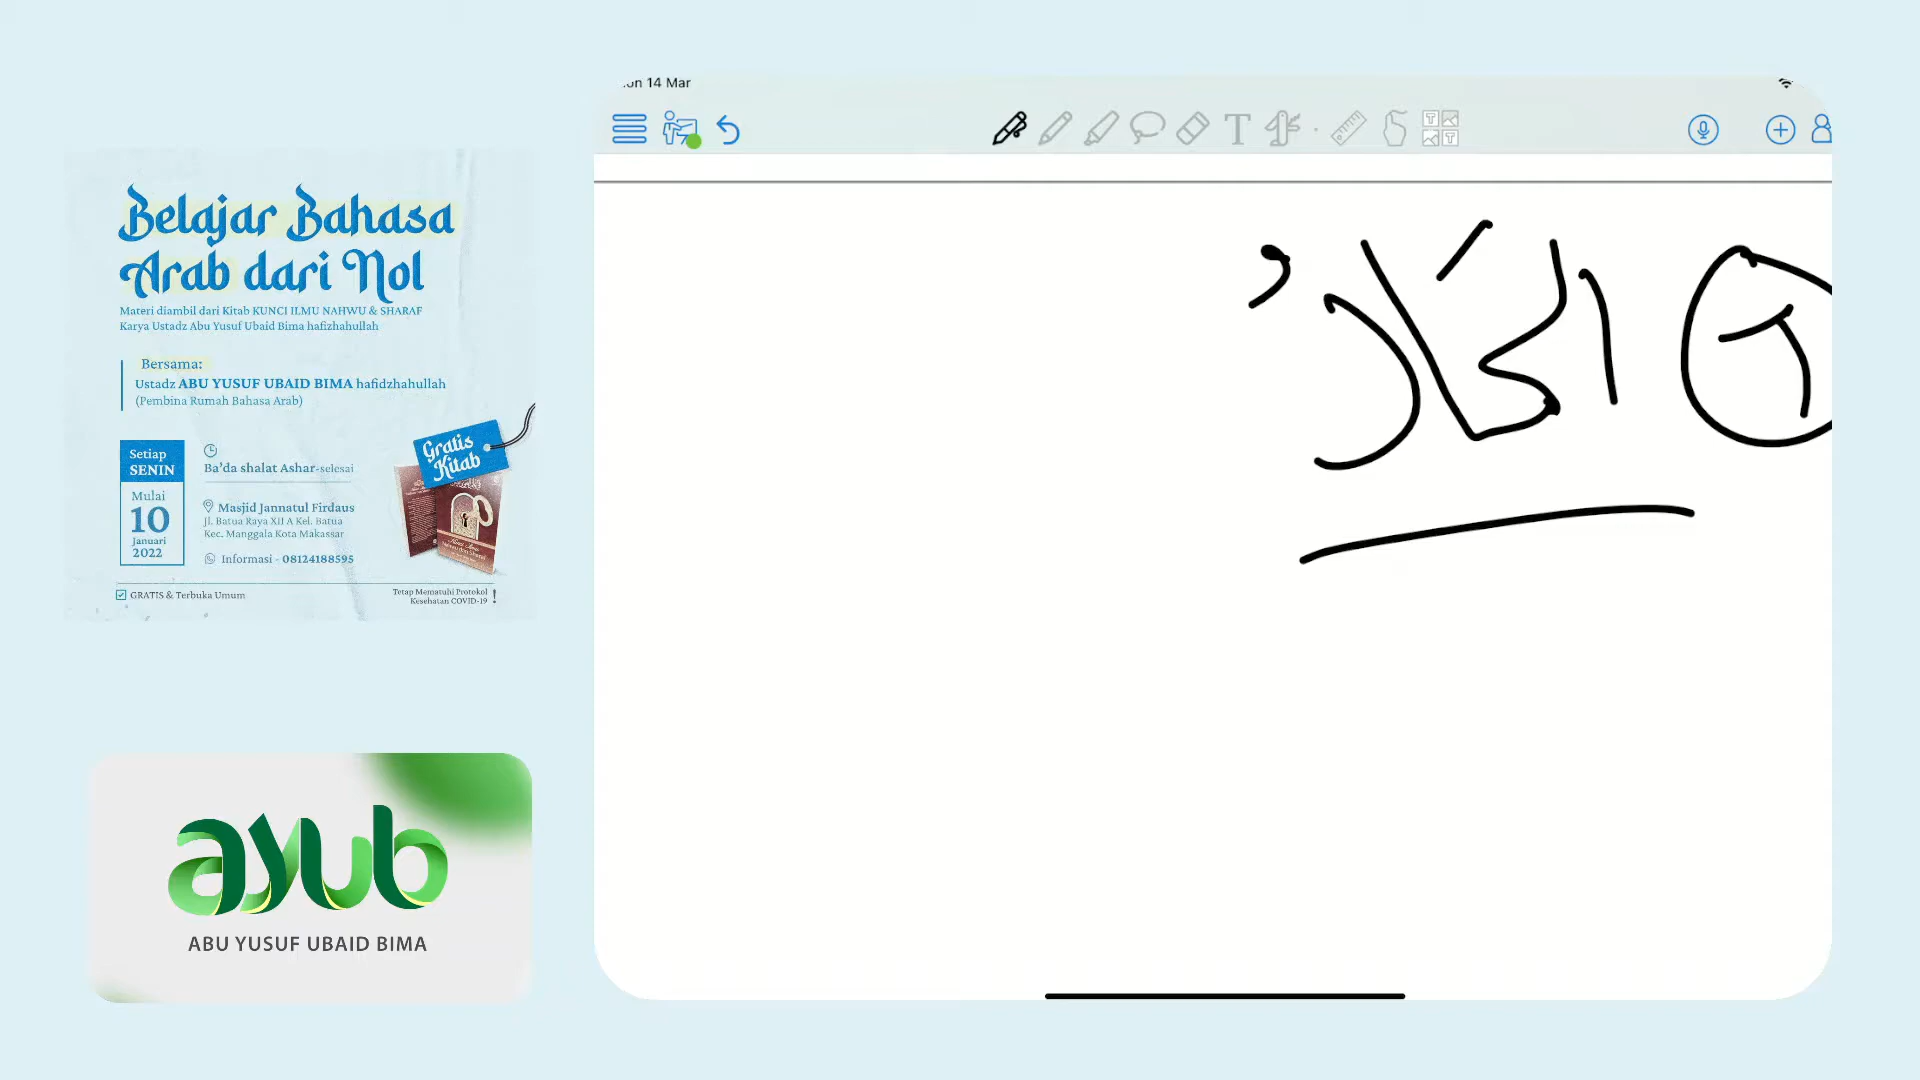 Belajar Bahasa
Arab dari Nol
Materi diambil dari Kitab KUNCI ILMU NAHWU & SHARAF
Karya Ustadz Abu Yusuf Ubaid Bima hafizhahullah
Bersama:
Ustadz ABU YUSUF UBAID BIMA hafidzhahullah
(Pembina Rumah Bahasa Arab)
Setiap
SENIN
Mulai
10
Januari
2022
Ba'da shalat Ashar-selesai
Masjid Jannatul Firdaus
Jl. Batua Raya XII A Kel. Batua
Kec. Manggala Kota Makassar
Informasi - 08124188595
Gratis
Kitab
GRATIS & Terbuka Umum
Tetap Mematuhi Protokol
Kesehatan COVID-19 !
ayub
ABU YUSUF UBAID BIMA
14 Mar